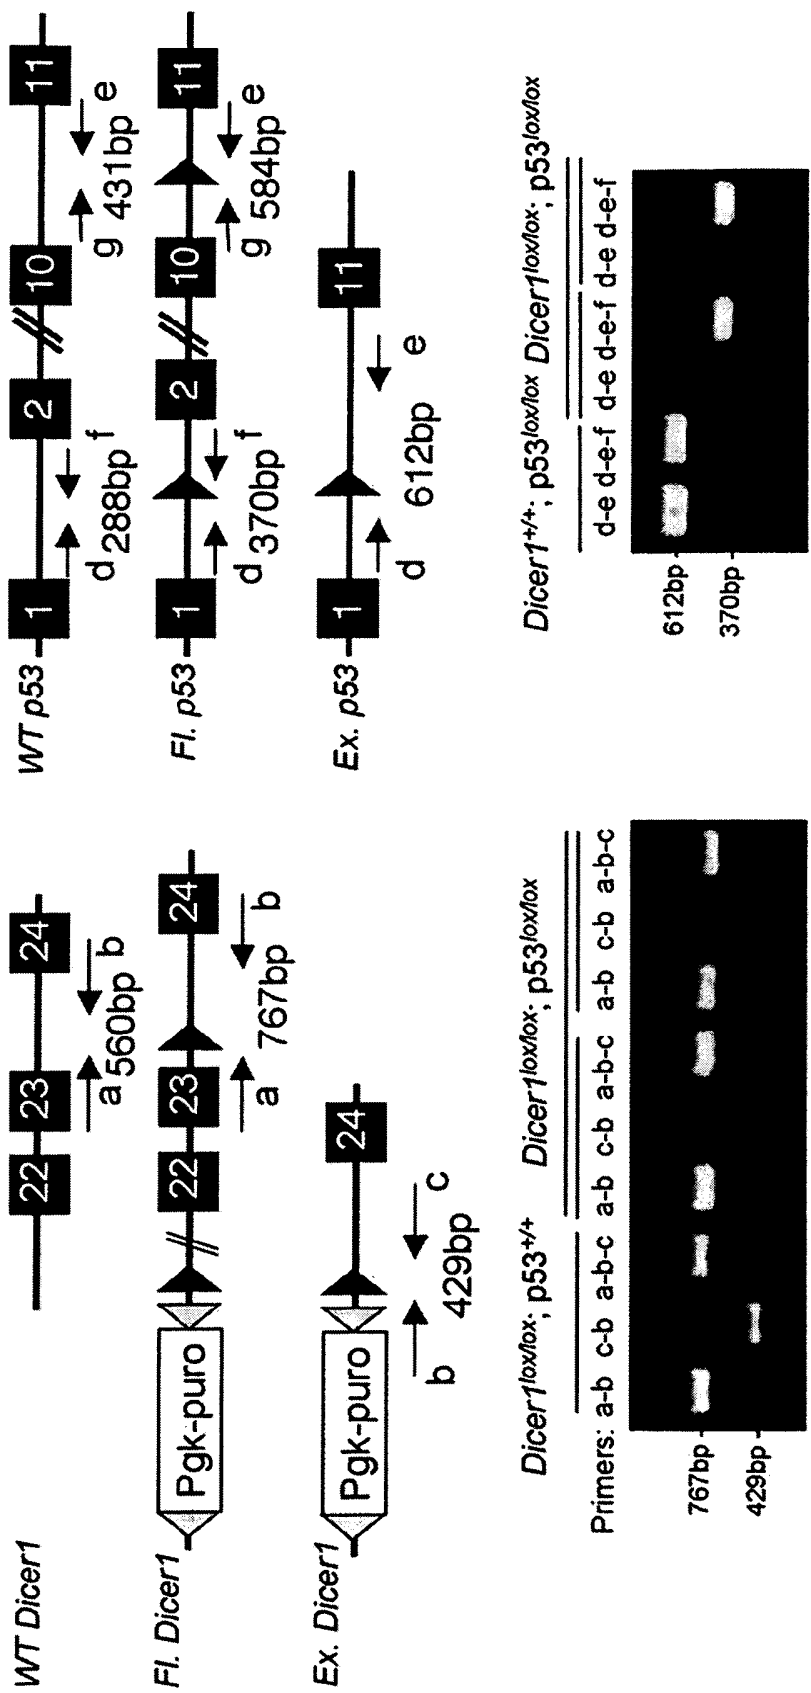 WT Dicer1
22 23 24
a 560bp b
Fl. Dicer1
Pgk-puro 22 23 24
a 767bp b
Ex. Dicer1
Pgk-puro 24
b 429bp c
WT p53
1 2 10 11
d 288bp f g 431bp e
Fl. p53
1 2 10 11
d 370bp f g 584bp e
Ex. p53
1 11
d 612bp e
Dicer1lox/lox; p53+/+ Dicer1lox/lox; p53lox/lox
Primers: a-b c-b a-b-c a-b c-b a-b-c a-b c-b a-b-c
767bp
429bp
Dicer1+/+; p53lox/lox Dicer1lox/lox; p53lox/lox
d-e d-e-f d-e d-e-f d-e d-e-f
612bp
370bp